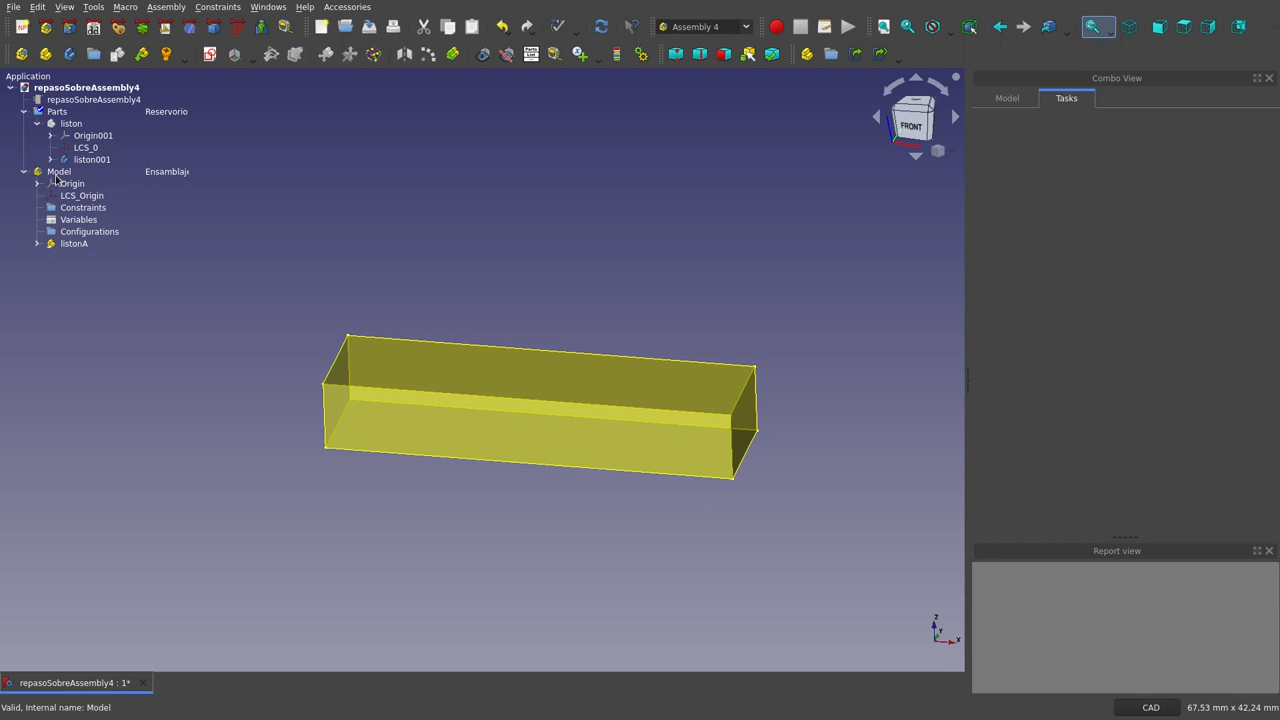 File Edit View Tools Macro Assembly Constraints Windows Help Accessories
Assembly 4
Application
repasoSobreAssembly4
repasoSobreAssembly4
Parts Reservorio
liston
Origin001
LCS_0
liston001
Model Ensamblaje
Origin
LCS_Origin
Constraints
Variables
Configurations
listonA
FRONT
Z
Y
X
Combo View
Model Tasks
Report view
repasoSobreAssembly4 : 1*
Valid, Internal name: Model
CAD 67,53 mm x 42,24 mm